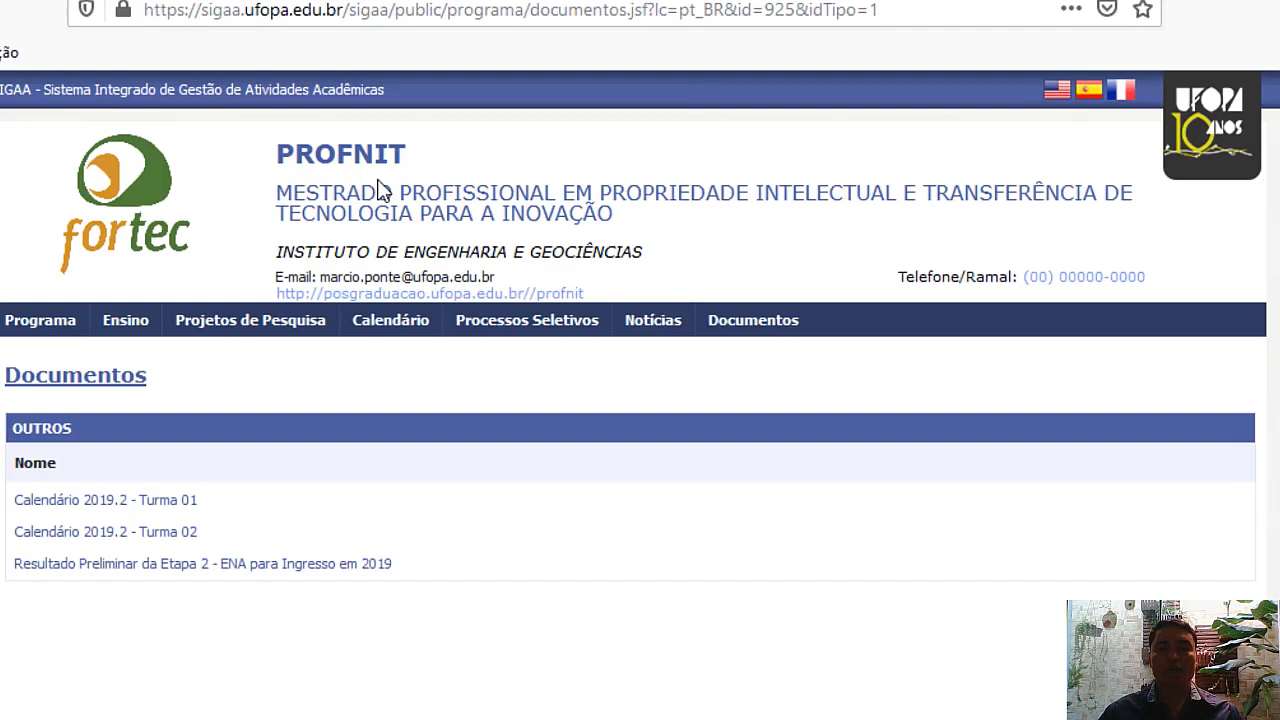 https://sigaa.ufopa.edu.br/sigaa/public/programa/documentos.jsf?lc=pt_BR&id=925&idTipo=1
ção
IGAA - Sistema Integrado de Gestão de Atividades Acadêmicas
UFOPA
10 ANOS
fortec
PROFNIT
MESTRADO PROFISSIONAL EM PROPRIEDADE INTELECTUAL E TRANSFERÊNCIA DE
TECNOLOGIA PARA A INOVAÇÃO
INSTITUTO DE ENGENHARIA E GEOCIÊNCIAS
E-mail: marcio.ponte@ufopa.edu.br
Telefone/Ramal: (00) 00000-0000
http://posgraduacao.ufopa.edu.br//profnit
Programa Ensino Projetos de Pesquisa Calendário Processos Seletivos Notícias Documentos
Documentos
OUTROS
Nome
Calendário 2019.2 - Turma 01
Calendário 2019.2 - Turma 02
Resultado Preliminar da Etapa 2 - ENA para Ingresso em 2019